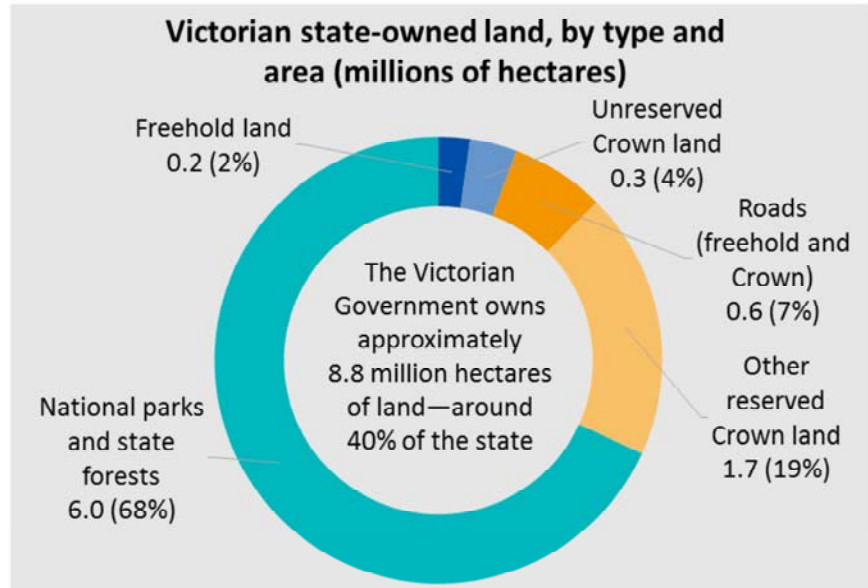 Victorian state-owned land, by type and
area (millions of hectares)
Freehold land
0.2 (2%)
Unreserved
Crown land
0.3 (4%)
Roads
(freehold and
Crown)
0.6 (7%)
The Victorian
Government owns
approximately
8.8 million hectares
of land—around
40% of the state
Other
reserved
Crown land
1.7 (19%)
National parks
and state
forests
6.0 (68%)